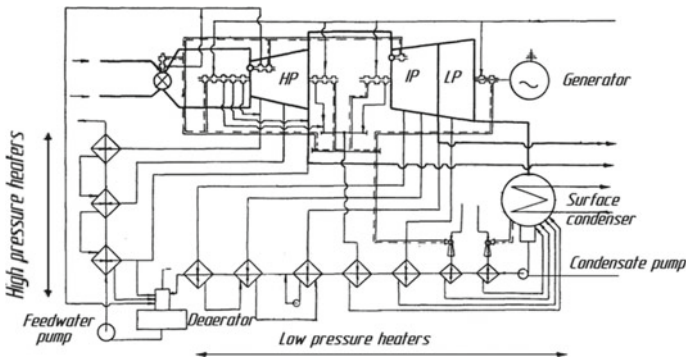 HP
IP
LP
Generator
High pressure heaters
Surface
condenser
Condensate pump
Feedwater
pump
Deaerator
Low pressure heaters